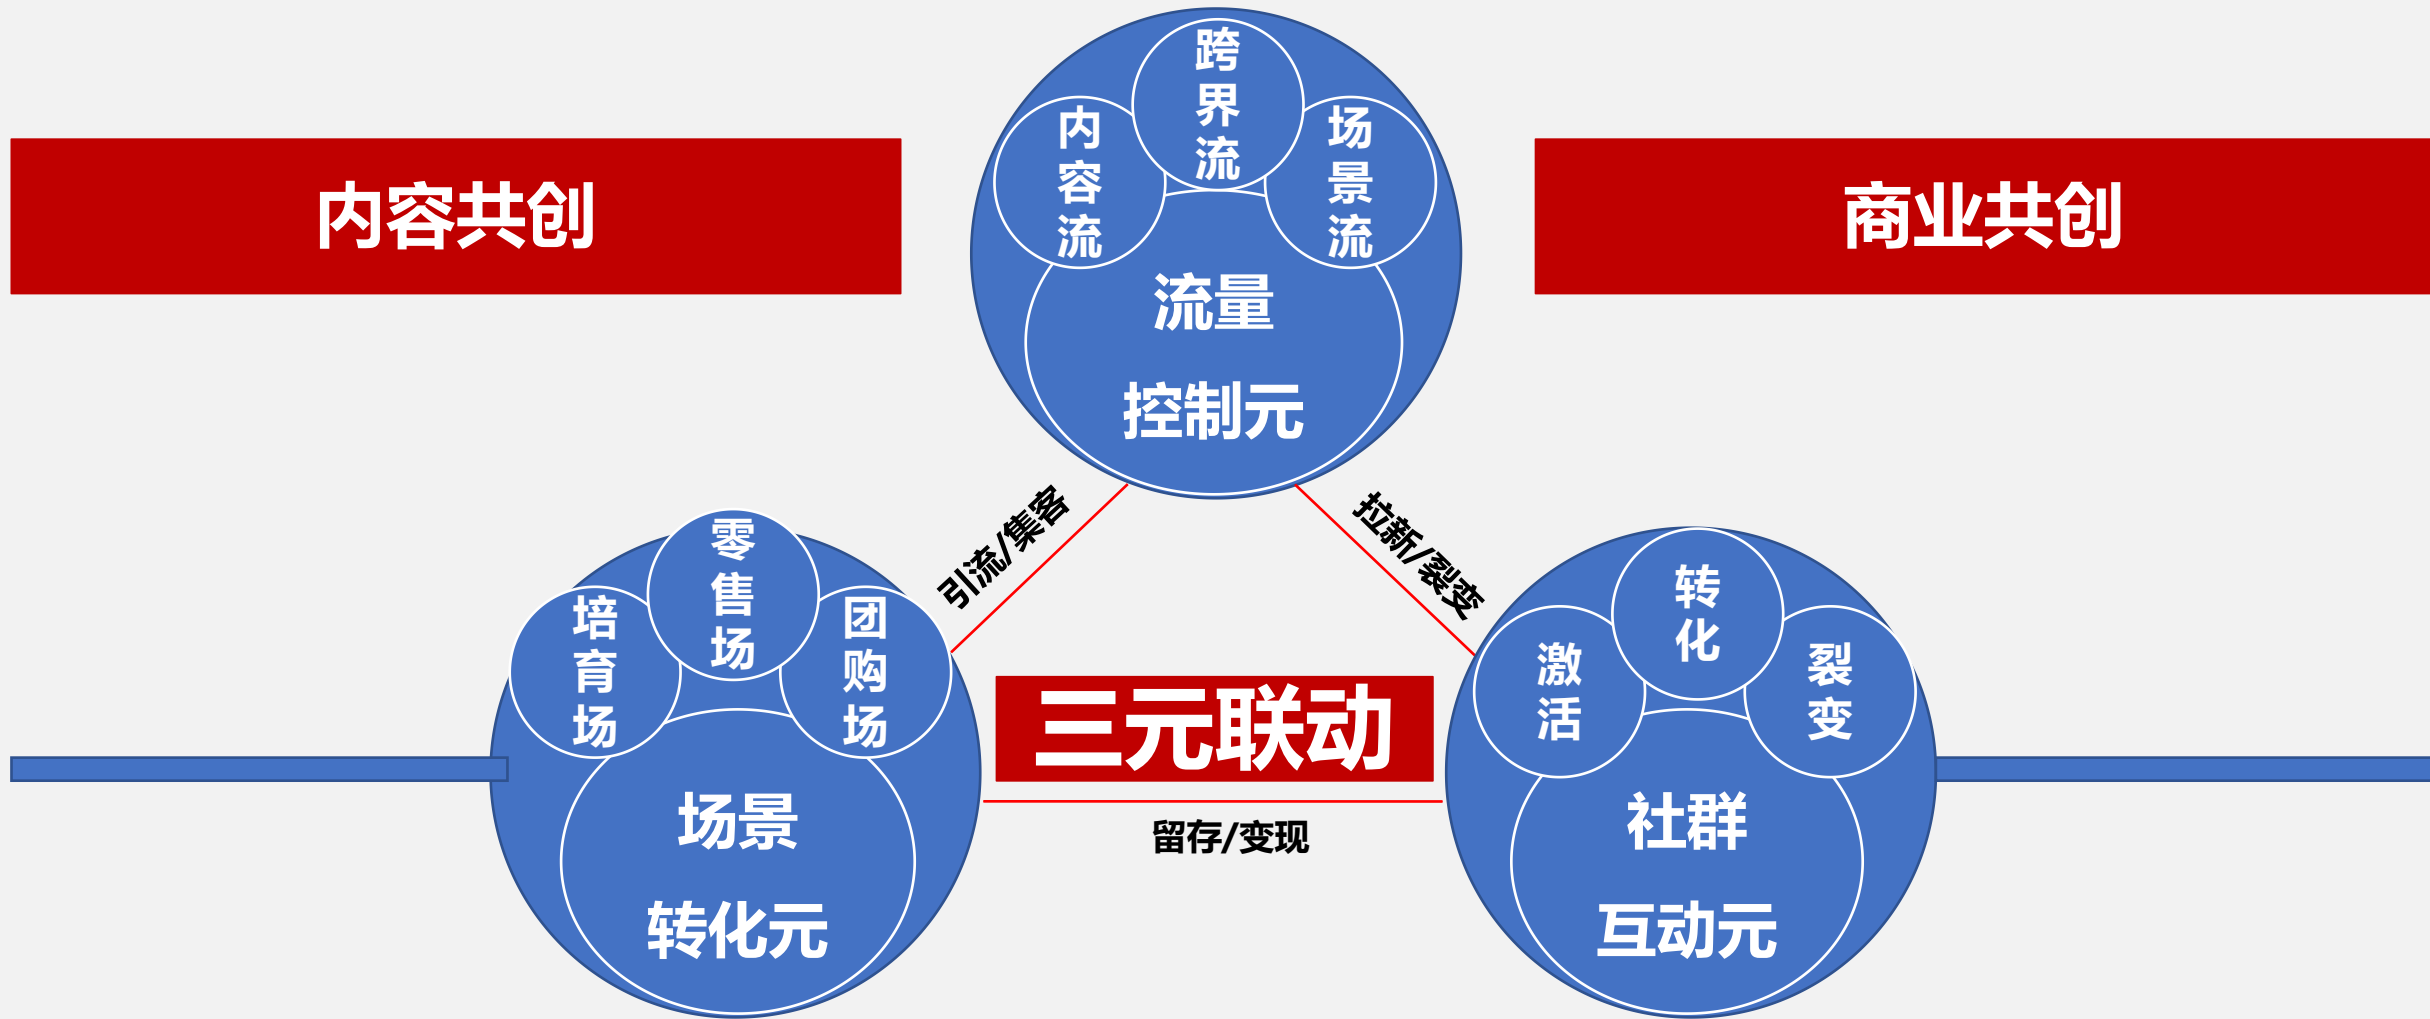 内容共创
内容流
跨界流
场景流
流量
控制元
商业共创
引流/集客
拉新/裂变
培育场
零售场
团购场
场景
转化元
三元联动
留存/变现
激活
转化
裂变
社群
互动元